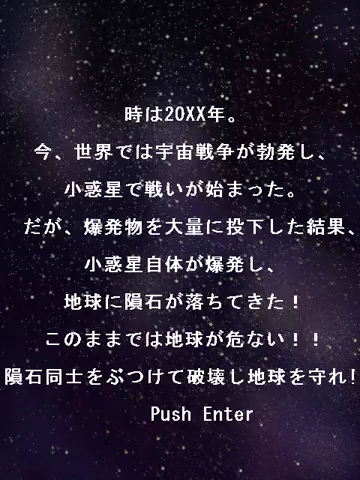 時は20XX年。
今、世界では宇宙戦争が勃発し、
小惑星で戦いが始まった。
だが、爆発物を大量に投下した結果、
小惑星自体が爆発し、
地球に隕石が落ちてきた！
このままでは地球が危ない！！
隕石同士をぶつけて破壊し地球を守れ!
Push Enter